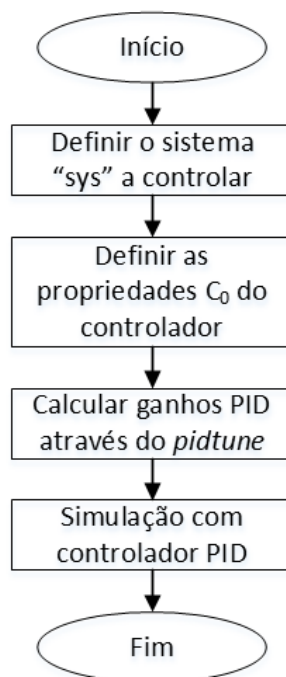 Início
Definir o sistema
“sys” a controlar
Definir as
propriedades C₀ do
controlador
Calcular ganhos PID
através do pidtune
Simulação com
controlador PID
Fim